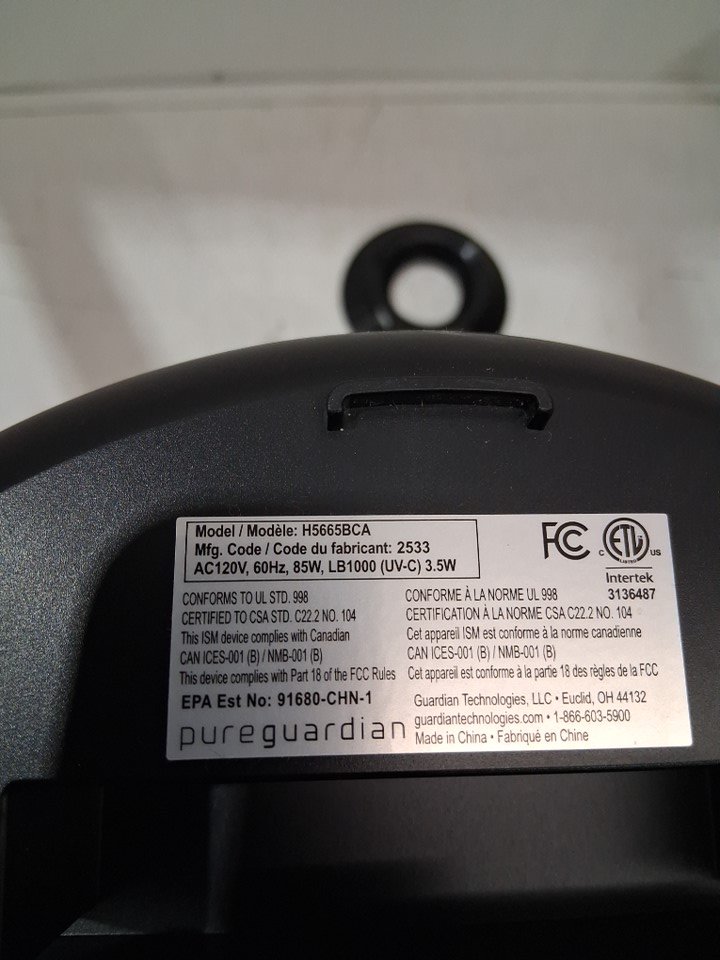 Model / Modèle: H5665BCA
Mfg. Code / Code du fabricant: 2533
AC120V, 60Hz, 85W, LB1000 (UV-C) 3.5W
FC
C ETL US
LISTED
Intertek
3136487
CONFORMS TO UL STD. 998
CERTIFIED TO CSA STD. C22.2 NO. 104
This ISM device complies with Canadian
CAN ICES-001 (B) / NMB-001 (B)
This device complies with Part 18 of the FCC Rules
CONFORME À LA NORME UL 998
CERTIFICATION À LA NORME CSA C22.2 NO. 104
Cet appareil ISM est conforme à la norme canadienne
CAN ICES-001 (B) / NMB-001 (B)
Cet appareil est conforme à la partie 18 des règles de la FCC
EPA Est No: 91680-CHN-1
pureguardian
Guardian Technologies, LLC • Euclid, OH 44132
guardiantechnologies.com • 1-866-603-5900
Made in China • Fabriqué en Chine